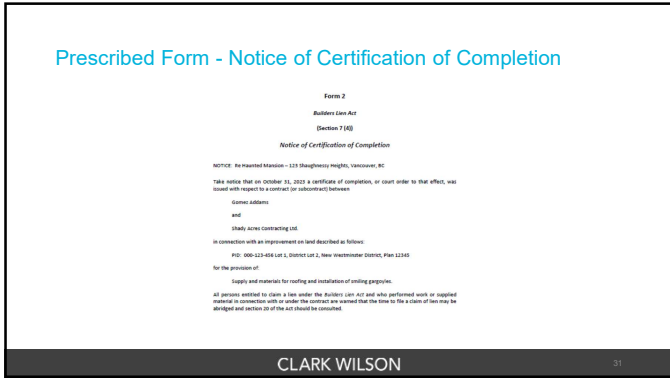 Prescribed Form - Notice of Certification of Completion
Form 2
Builders Lien Act
(Section 7 (4))
Notice of Certification of Completion
NOTICE: Re Haunted Mansion – 123 Shaughnessy Heights, Vancouver, BC
Take notice that on October 31, 2023 a certificate of completion, or court order to that effect, was
issued with respect to a contract (or subcontract) between
Gomes Addams
and
Shady Acres Contracting Ltd.
in connection with an improvement on land described as follows:
PID: 000-123-456 Lot 1, District Lot 2, New Westminster District, Plan 12345
for the provision of:
Supply and materials for roofing and installation of smiling gargoyles.
All persons entitled to claim a lien under the Builders Lien Act and who performed work or supplied
material in connection with or under the contract are warned that the time to file a claim of lien may be
abridged and section 20 of the Act should be consulted.
CLARK WILSON
31